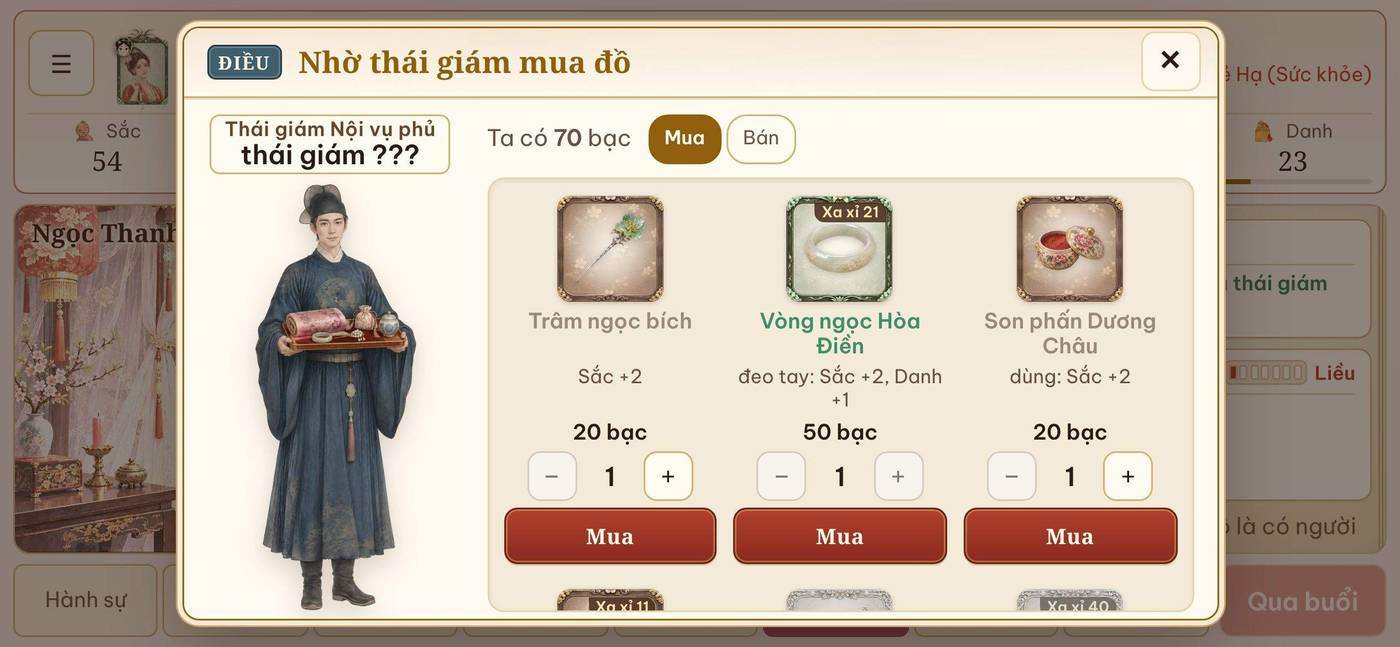 ĐIỀU Nhờ thái giám mua đồ ✕
☰
Hạ (Sức khỏe)
Sắc
54
Danh
23
Thái giám Nội vụ phủ
thái giám ???
Ta có 70 bạc Mua Bán
Ngọc Thanh
thái giám
Liễu
là có người
Xa xỉ 21
Trâm ngọc bích
Sắc +2
20 bạc
− 1 +
Mua
Vòng ngọc Hòa
Điền
đeo tay: Sắc +2, Danh
+1
50 bạc
− 1 +
Mua
Son phấn Dương
Châu
dùng: Sắc +2
20 bạc
− 1 +
Mua
Xa xỉ 11
Xa xỉ 40
Hành sự
Qua buổi